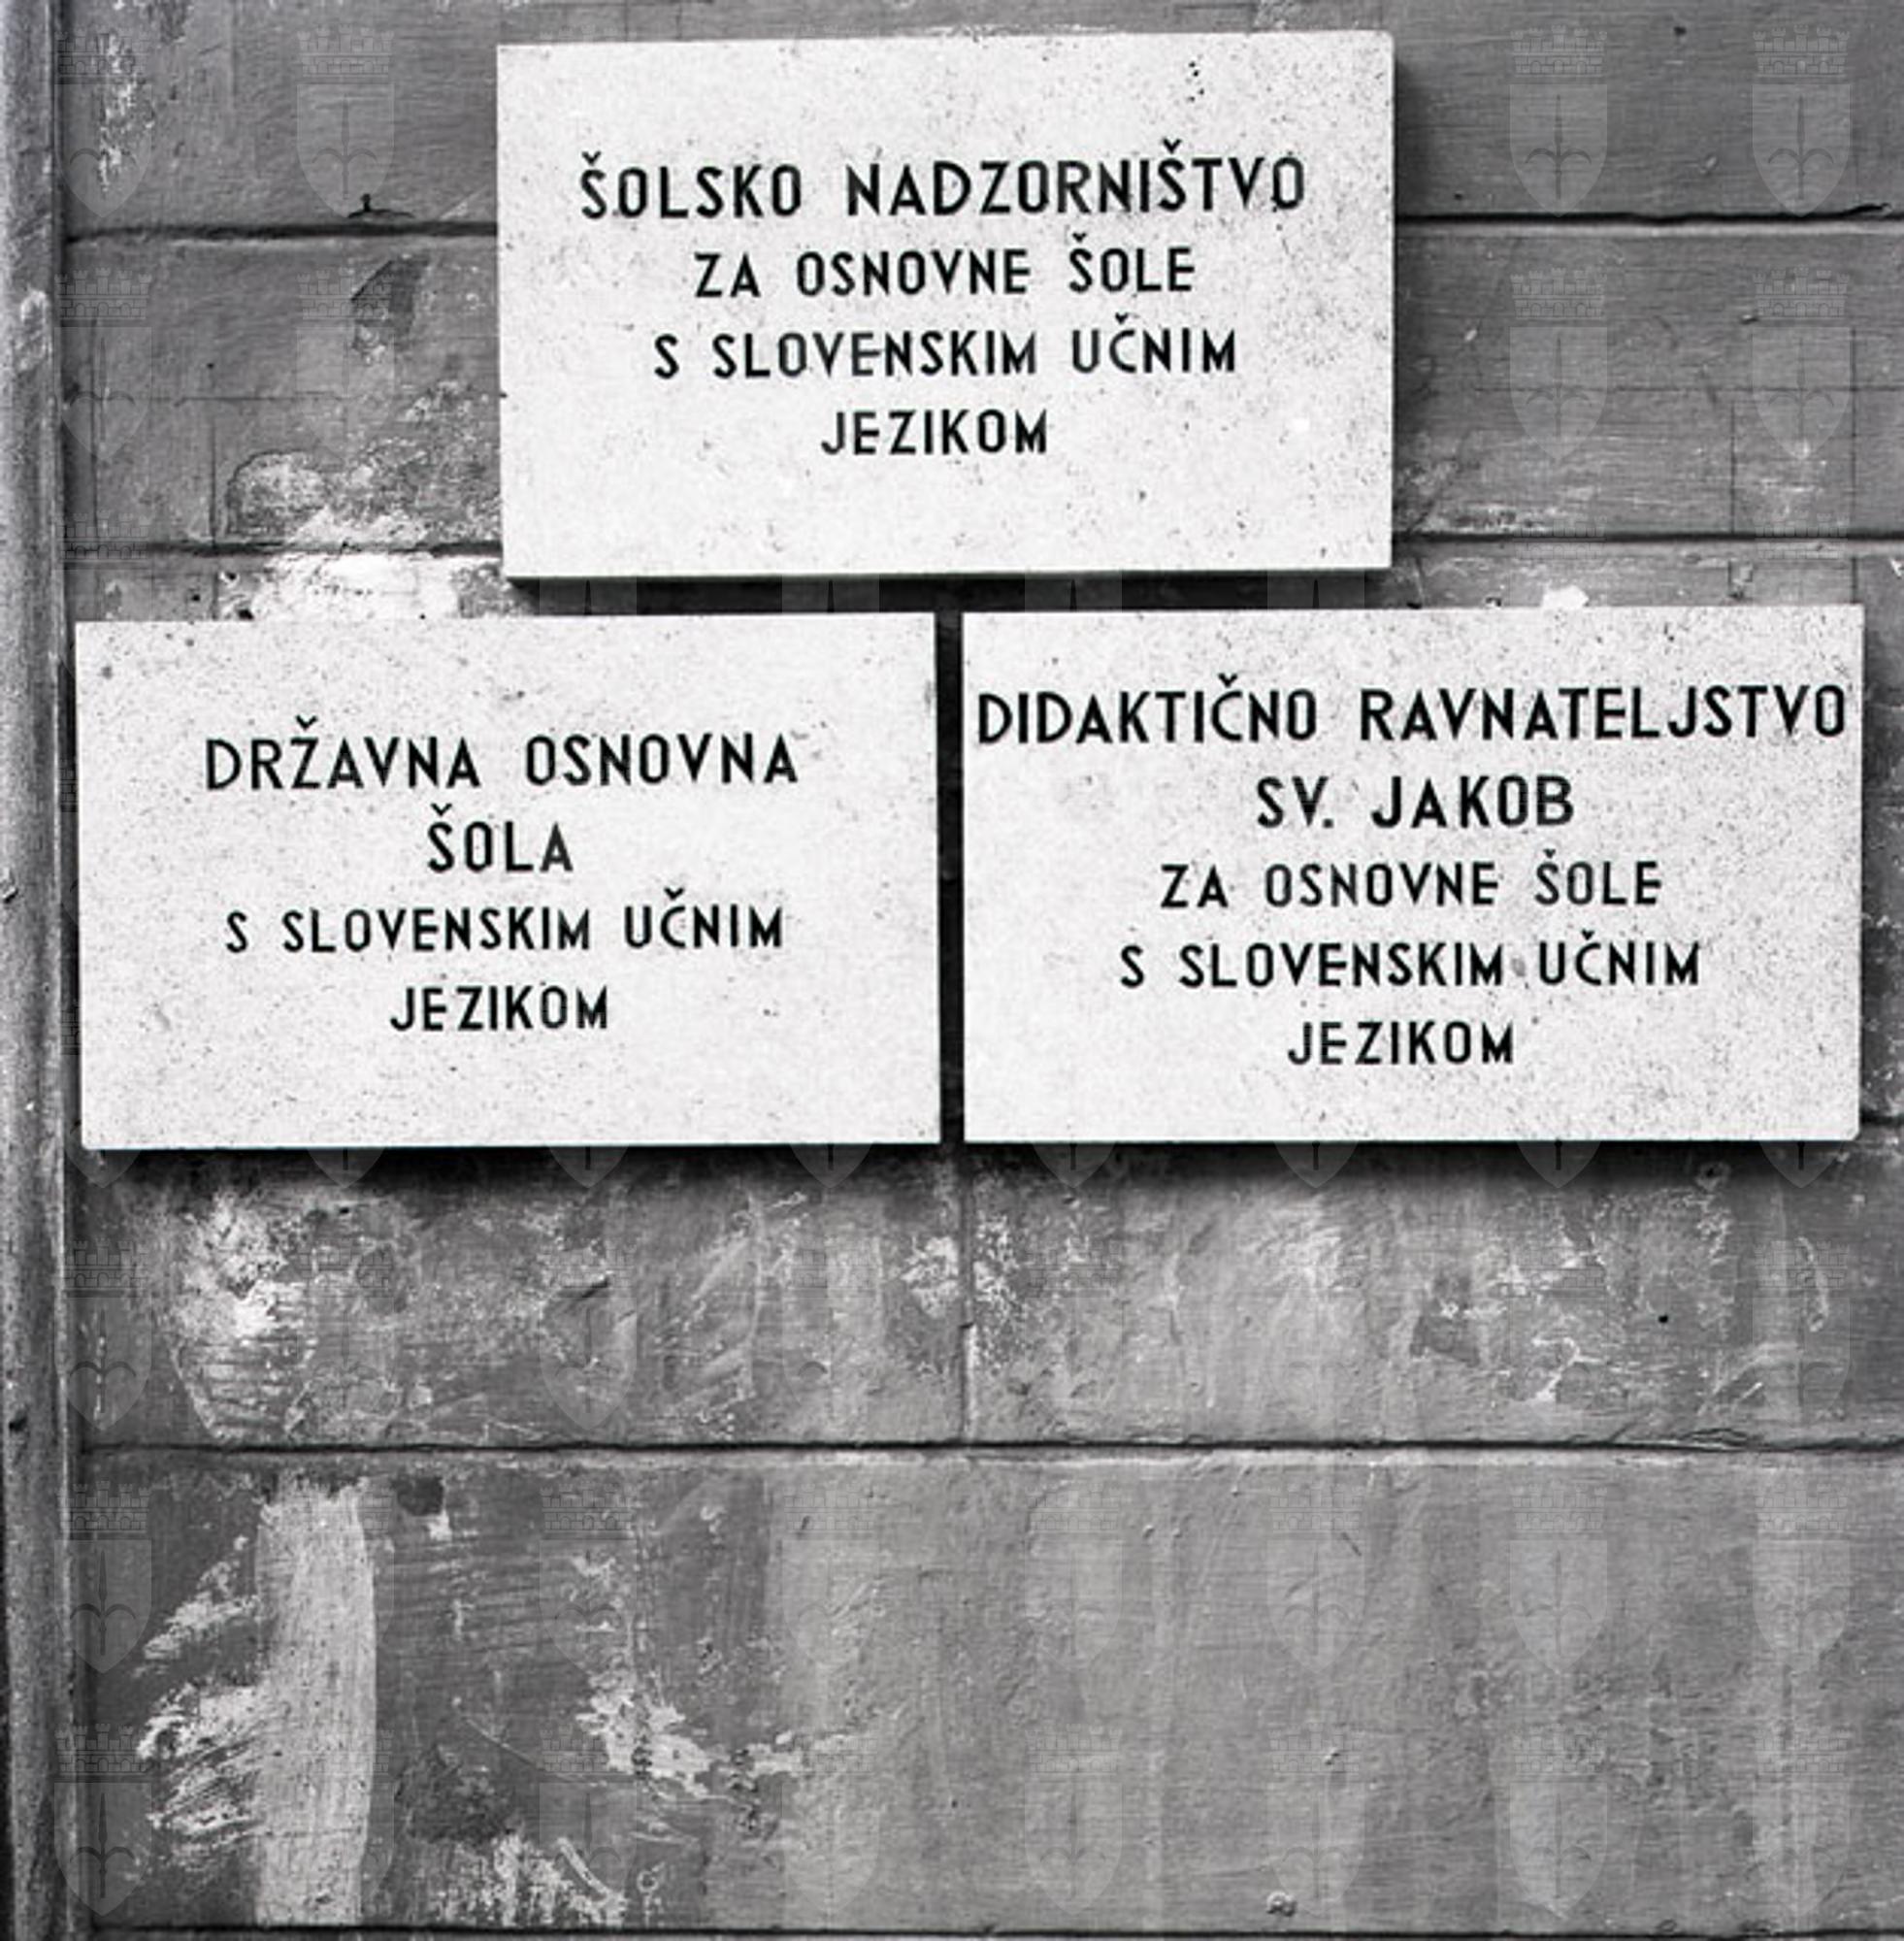 ŠOLSKO NADZORNIŠTVO
ZA OSNOVNE ŠOLE
S SLOVENSKIM UČNIM
JEZIKOM
DRŽAVNA OSNOVNA
ŠOLA
S SLOVENSKIM UČNIM
JEZIKOM
DIDAKTIČNO RAVNATELJSTVO
SV. JAKOB
ZA OSNOVNE ŠOLE
S SLOVENSKIM UČNIM
JEZIKOM